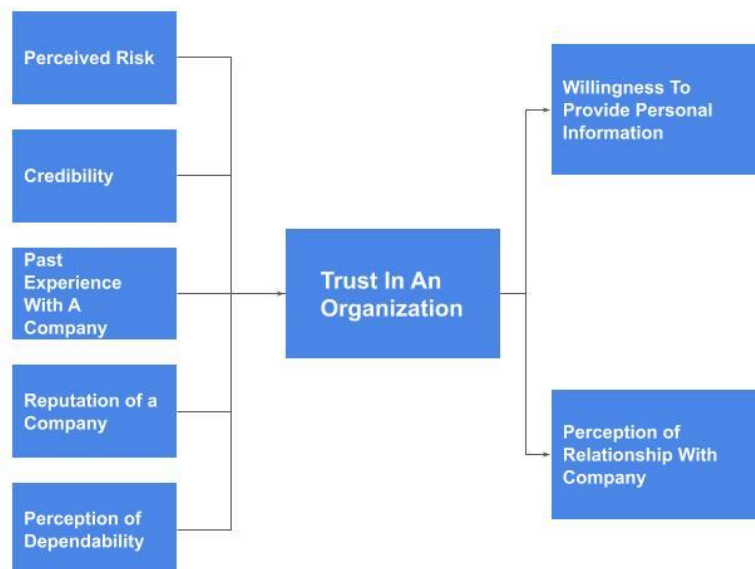 Perceived Risk
Credibility
Past
Experience
With A
Company
Reputation of a
Company
Perception of
Dependability
Trust In An
Organization
Willingness To
Provide Personal
Information
Perception of
Relationship With
Company